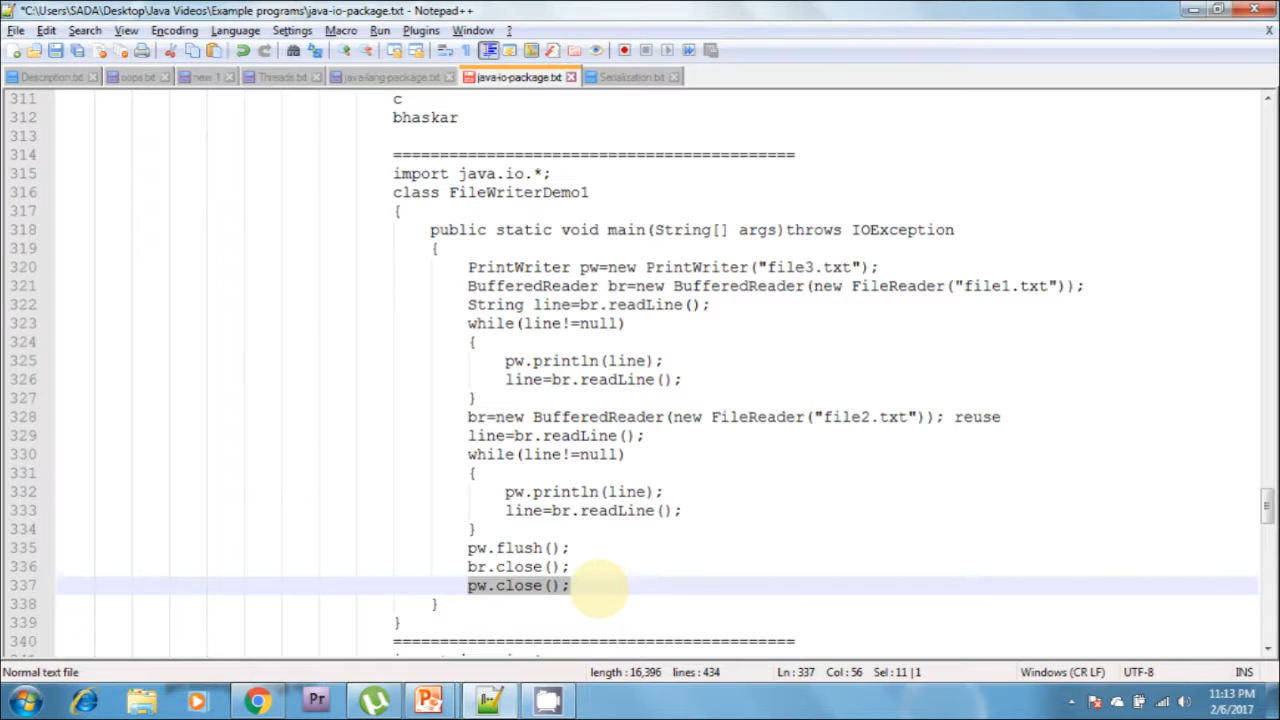 *C:\Users\SADA\Desktop\Java Videos\Example programs\java-io-package.txt - Notepad++
File Edit Search View Encoding Language Settings Macro Run Plugins Window ? X
Description.txt oops.txt new 1 Threads.txt java-lang-package.txt java-io-package.txt Serialization.txt
311 c
312 bhaskar
313
314 ===========================================
315 import java.io.*;
316 class FileWriterDemo1
317 {
318 public static void main(String[] args)throws IOException
319 {
320 PrintWriter pw=new PrintWriter("file3.txt");
321 BufferedReader br=new BufferedReader(new FileReader("file1.txt"));
322 String line=br.readLine();
323 while(line!=null)
324 {
325 pw.println(line);
326 line=br.readLine();
327 }
328 br=new BufferedReader(new FileReader("file2.txt")); reuse
329 line=br.readLine();
330 while(line!=null)
331 {
332 pw.println(line);
333 line=br.readLine();
334 }
335 pw.flush();
336 br.close();
337 pw.close();
338 }
339 }
340 ===========================================
Normal text file length : 16,396 lines : 434 Ln : 337 Col : 56 Sel : 11 | 1 Windows (CR LF) UTF-8 INS
Pr
11:13 PM
2/6/2017